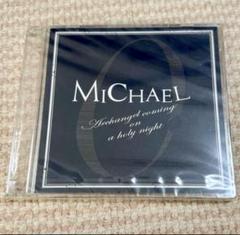 MICHAEL
Archangel coming
on
a holy night